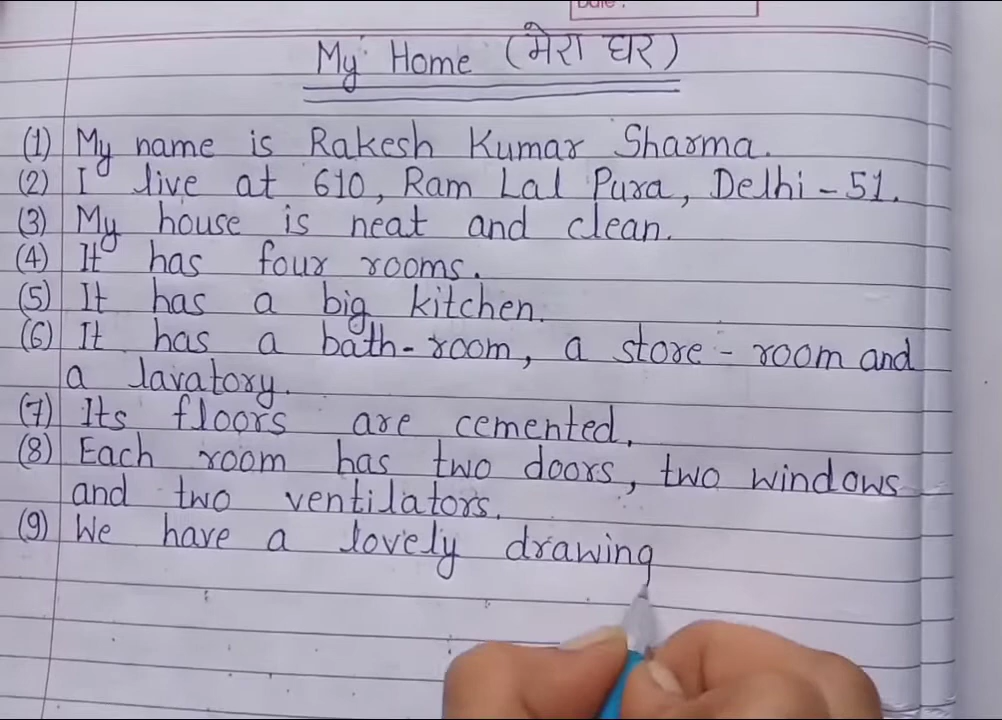 Date :
My Home (मेरा घर)
(1) My name is Rakesh Kumar Sharma.
(2) I live at 610, Ram Lal Pura, Delhi - 51.
(3) My house is neat and clean.
(4) It has four rooms.
(5) It has a big kitchen.
(6) It has a bath-room, a store-room and
a lavatory.
(7) Its floors are cemented.
(8) Each room has two doors, two windows
and two ventilators.
(9) We have a lovely drawing